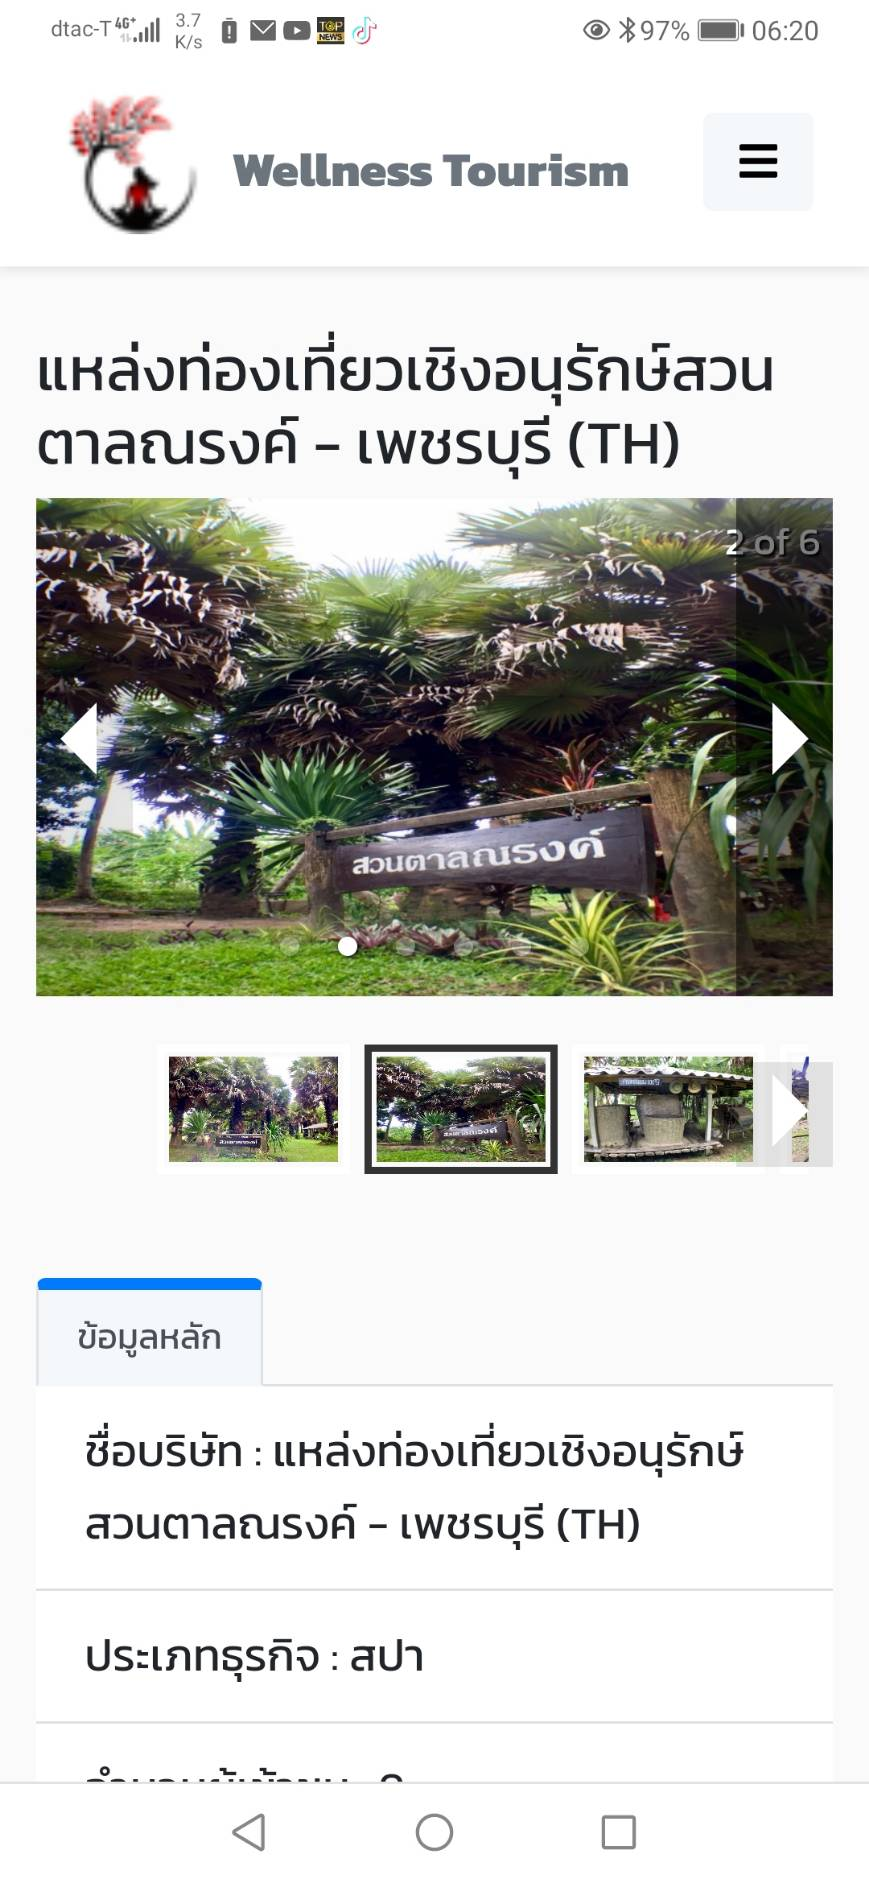 dtac-T 4G+ 3.7 K/s 97% 06:20
TOP NEWS
Wellness Tourism
แหล่งท่องเที่ยวเชิงอนุรักษ์สวน
ตาลณรงค์ - เพชรบุรี (TH)
2 of 6
สวนตาลณรงค์
ข้อมูลหลัก
ชื่อบริษัท : แหล่งท่องเที่ยวเชิงอนุรักษ์
สวนตาลณรงค์ - เพชรบุรี (TH)
ประเภทธุรกิจ : สปา